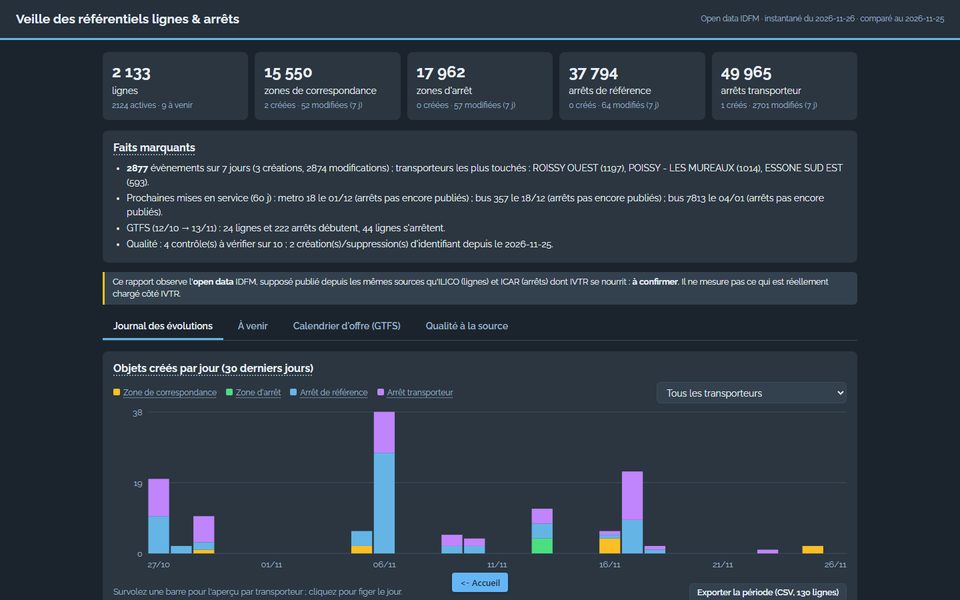 Veille des référentiels lignes & arrêts
Open data IDFM · instantané du 2026-11-26 · comparé au 2026-11-25
2 133
lignes
2124 actives · 9 à venir
15 550
zones de correspondance
2 créées · 52 modifiées (7 j)
17 962
zones d'arrêt
0 créées · 57 modifiées (7 j)
37 794
arrêts de référence
0 créés · 64 modifiés (7 j)
49 965
arrêts transporteur
1 créés · 2701 modifiés (7 j)
Faits marquants
• 2877 évènements sur 7 jours (3 créations, 2874 modifications) ; transporteurs les plus touchés : ROISSY OUEST (1197), POISSY - LES MUREAUX (1014), ESSONE SUD EST
(593).
• Prochaines mises en service (60 j) : metro 18 le 01/12 (arrêts pas encore publiés) ; bus 357 le 18/12 (arrêts pas encore publiés) ; bus 7813 le 04/01 (arrêts pas encore
publiés).
• GTFS (12/10 → 13/11) : 24 lignes et 222 arrêts débutent, 44 lignes s'arrêtent.
• Qualité : 4 contrôle(s) à vérifier sur 10 ; 2 création(s)/suppression(s) d'identifiant depuis le 2026-11-25.
Ce rapport observe l'open data IDFM, supposé publié depuis les mêmes sources qu'ILICO (lignes) et ICAR (arrêts) dont IVTR se nourrit : à confirmer. Il ne mesure pas ce qui est réellement
chargé côté IVTR.
Journal des évolutions
À venir
Calendrier d'offre (GTFS)
Qualité à la source
Objets créés par jour (30 derniers jours)
Zone de correspondance
Zone d'arrêt
Arrêt de référence
Arrêt transporteur
Tous les transporteurs
38
19
0
27/10
01/11
06/11
11/11
16/11
21/11
26/11
<- Accueil
Survolez une barre pour l'aperçu par transporteur ; cliquez pour figer le jour.
Exporter la période (CSV, 130 lignes)